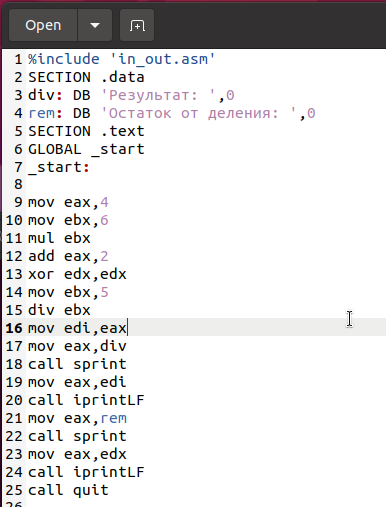 Open
1 %include 'in_out.asm'
2 SECTION .data
3 div: DB 'Результат: ',0
4 rem: DB 'Остаток от деления: ',0
5 SECTION .text
6 GLOBAL _start
7 _start:
8
9 mov eax,4
10 mov ebx,6
11 mul ebx
12 add eax,2
13 xor edx,edx
14 mov ebx,5
15 div ebx
16 mov edi,eax
17 mov eax,div
18 call sprint
19 mov eax,edi
20 call iprintLF
21 mov eax,rem
22 call sprint
23 mov eax,edx
24 call iprintLF
25 call quit